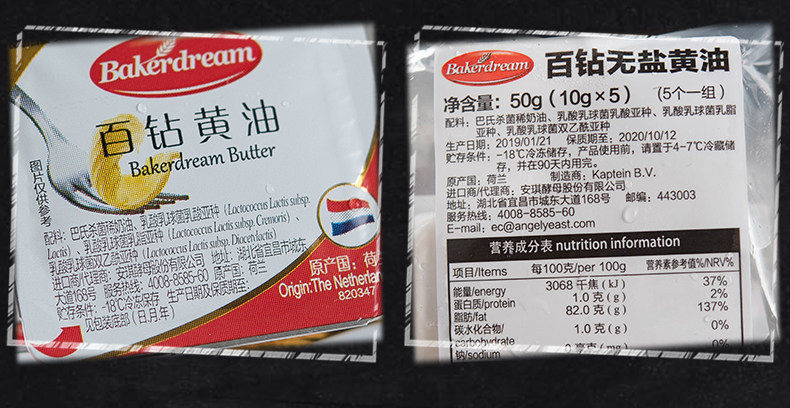 Bakerdream
百钻黄油
Bakerdream Butter
图片仅供参考
配料：巴氏杀菌稀奶油、乳酸乳球菌乳酸亚种（Lactococcus Lactis subsp.
Lactis）、乳酸乳球菌乳脂亚种（Lactococcus Lactis subsp. Cremoris）、
乳酸乳球菌双乙酰亚种（Lactococcus Lactis subsp. Diacetilactis）
进口商/代理商：安琪酵母股份有限公司 地址：湖北省宜昌市城东
大道168号 服务热线：4008-8585-60 原产国：荷兰
贮存条件：-18℃冷冻保存 生产日期及保质期至：
见包装底部（日/月/年）
原产国：荷
Origin:The Netherlan
820347
Bakerdream
百钻无盐黄油
净含量：50g（10g×5） （5个一组）
配料：巴氏杀菌稀奶油、乳酸乳球菌乳酸亚种、乳酸乳球菌乳脂
亚种、乳酸乳球菌双乙酰亚种
生产日期：2019/01/21 保质期至：2020/10/12
贮存条件：-18℃冷冻储存，产品使用前，请置于4-7℃冷藏储
存，并在90天内用完。
原产国：荷兰 制造商：Kaptein B.V.
进口商/代理商：安琪酵母股份有限公司
地址：湖北省宜昌市城东大道168号 邮编：443003
服务热线：4008-8585-60
E-mail：ec@angelyeast.com
营养成分表 nutrition information
项目/Items 每100克/per 100g 营养素参考值%/NRV%
能量/energy 3068 千焦（kJ） 37%
蛋白质/protein 1.0 克（g） 2%
脂肪/fat 82.0 克（g） 137%
碳水化合物/ 1.0 克（g） 0%
carbohydrate
钠/sodium 0 毫克（mg） 0%